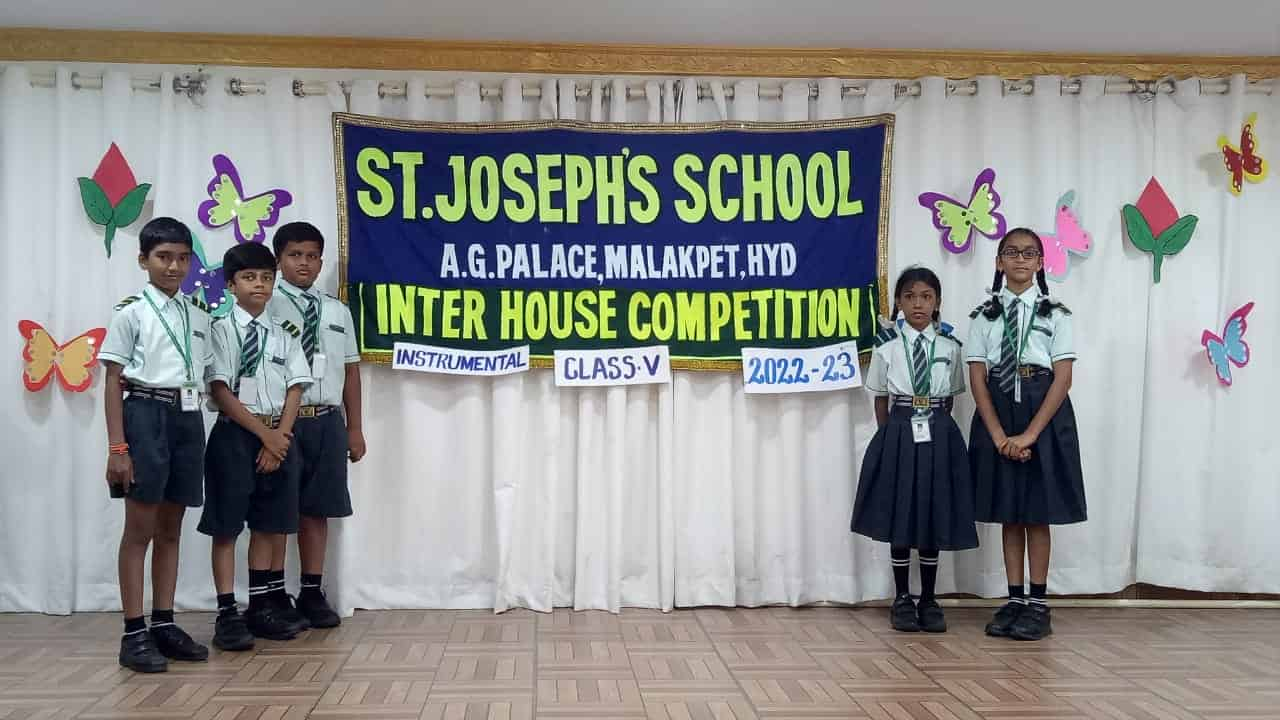 ST.JOSEPH'S SCHOOL
A.G.PALACE,MALAKPET,HYD
INTER HOUSE COMPETITION
INSTRUMENTAL
CLASS-V
2022-23